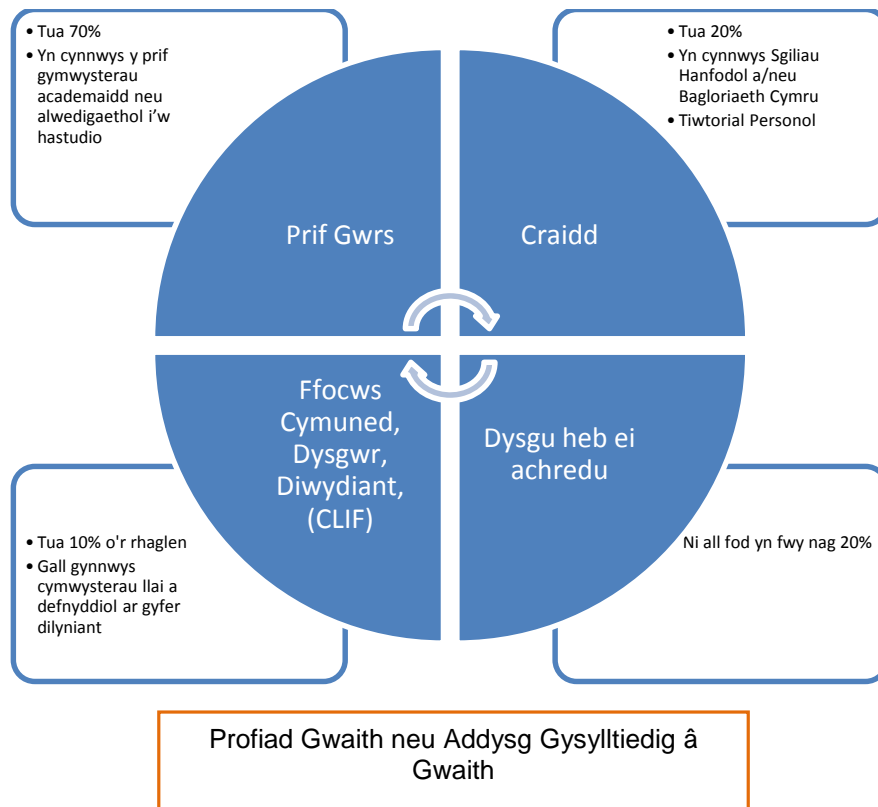 • Tua 70%
• Yn cynnwys y prif
gymwysterau
academaidd neu
alwedigaethol i'w
hastudio
• Tua 20%
• Yn cynnwys Sgiliau
Hanfodol a/neu
Bagloriaeth Cymru
• Tiwtorial Personol
Prif Gwrs
Craidd
Ffocws
Cymuned,
Dysgwr,
Diwydiant,
(CLIF)
Dysgu heb ei
achredu
• Tua 10% o'r rhaglen
• Gall gynnwys
cymwysterau llai a
defnyddiol ar gyfer
dilyniant
Ni all fod yn fwy nag 20%
Profiad Gwaith neu Addysg Gysylltiedig â
Gwaith